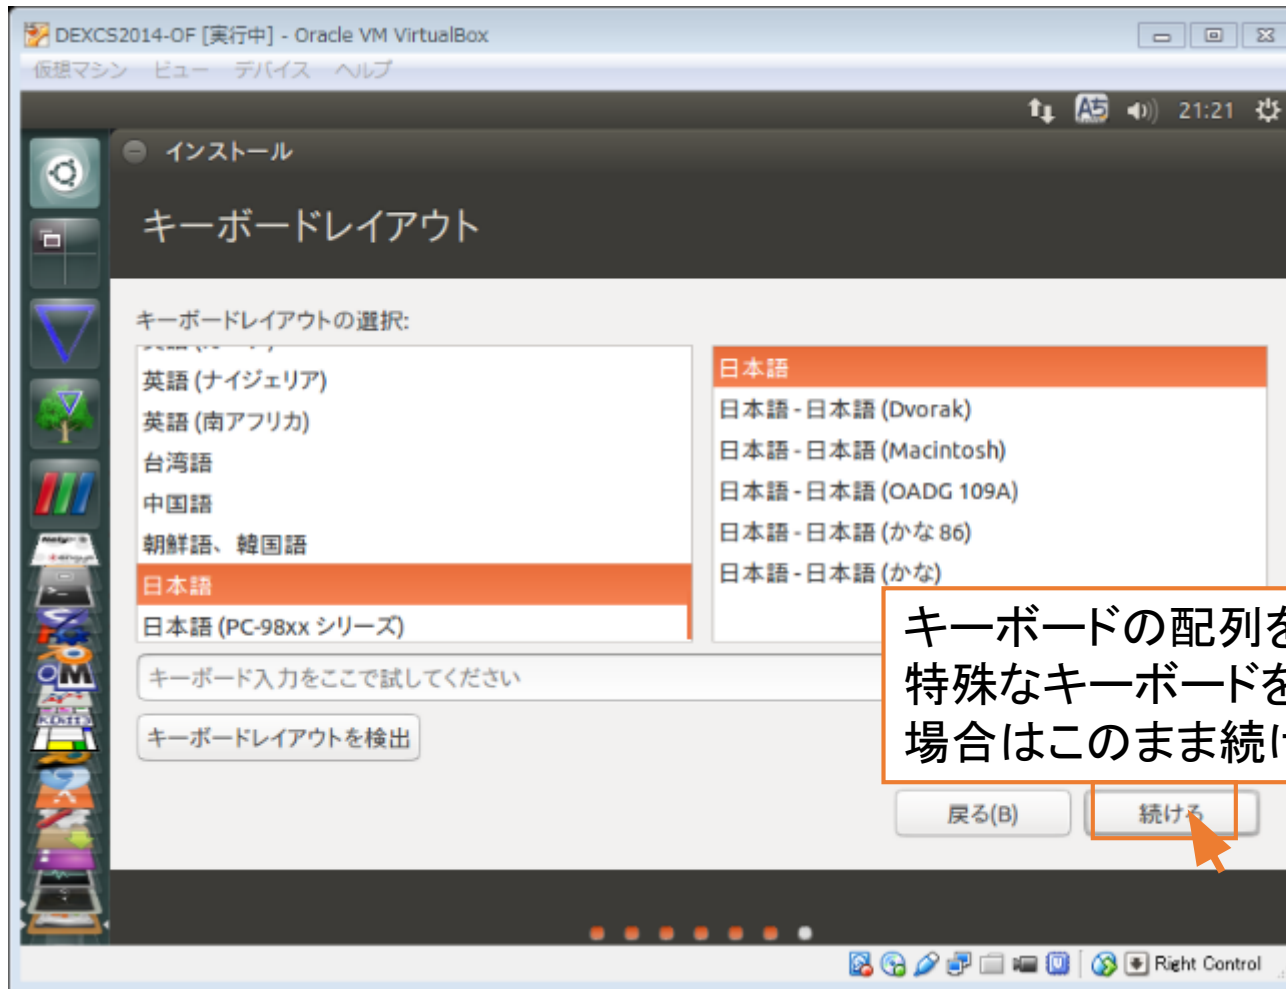 DEXCS2014-OF [実行中] - Oracle VM VirtualBox
仮想マシン ビュー デバイス ヘルプ
Aち 21:21
インストール
キーボードレイアウト
キーボードレイアウトの選択:
英語 (ナイジェリア)
英語 (南アフリカ)
台湾語
中国語
朝鮮語、韓国語
日本語
日本語 (PC-98xx シリーズ)
日本語
日本語 - 日本語 (Dvorak)
日本語 - 日本語 (Macintosh)
日本語 - 日本語 (OADG 109A)
日本語 - 日本語 (かな 86)
日本語 - 日本語 (かな)
キーボード入力をここで試してください
キーボードレイアウトを検出
キーボードの配列を
特殊なキーボードを
場合はこのまま続け
戻る(B) 続ける
Right Control